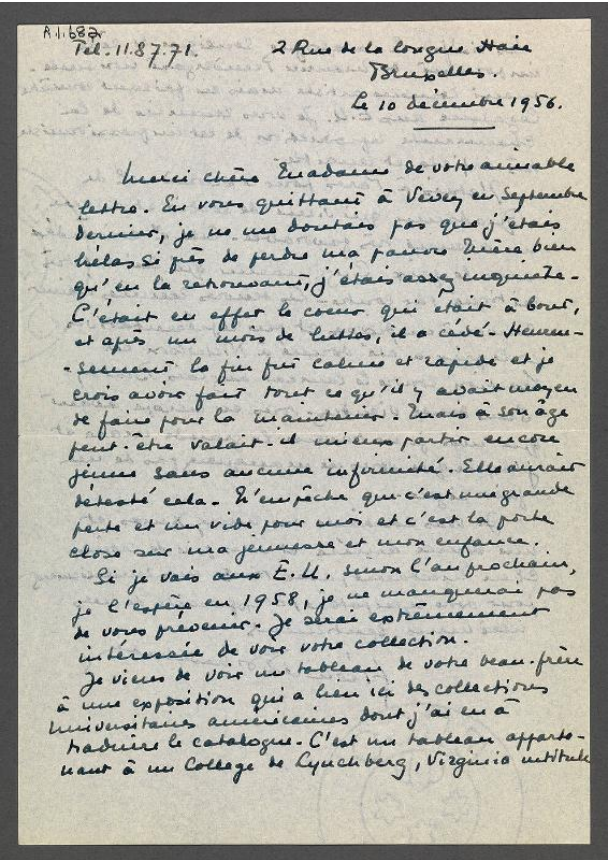 A.1.682
Tel. 11.87.71.
2 Rue de la longue Haie
Bruxelles.
Le 10 décembre 1956.
Merci chère Madame de votre aimable
lettre. En vous quittant à Vevey en Septembre
dernier, je ne me doutais pas que j'étais
hélas si près de perdre ma pauvre Mère bien
qu'en la retrouvant, j'étais assez inquiète -
C'était en effet le coeur qui était à bout,
et après un mois de luttes, il a cédé - Heureu-
-sement la fin fut calme et rapide et je
crois avoir fait tout ce qu'il y avait moyen
de faire pour la maintenir. Mais à son âge
peut-être valait-il mieux partir encore
jeune sans aucune infirmité. Elle aurait
détesté cela - N'empêche que c'est une grande
perte et un vide pour moi et c'est la porte
close sur ma jeunesse et mon enfance.
Si je vais aux É.U. sinon l'an prochain,
je l'espère en 1958, je ne manquerai pas
de vous prévenir. Je serai extrêmement
intéressée de voir votre collection.
Je viens de voir un tableau de votre beau-frère
à une exposition qui a lieu ici des collections
Universitaires américaines dont j'ai eu à
traduire le catalogue - C'est un tableau apparte-
nant à un College de Lynchberg, Virginia intitulé